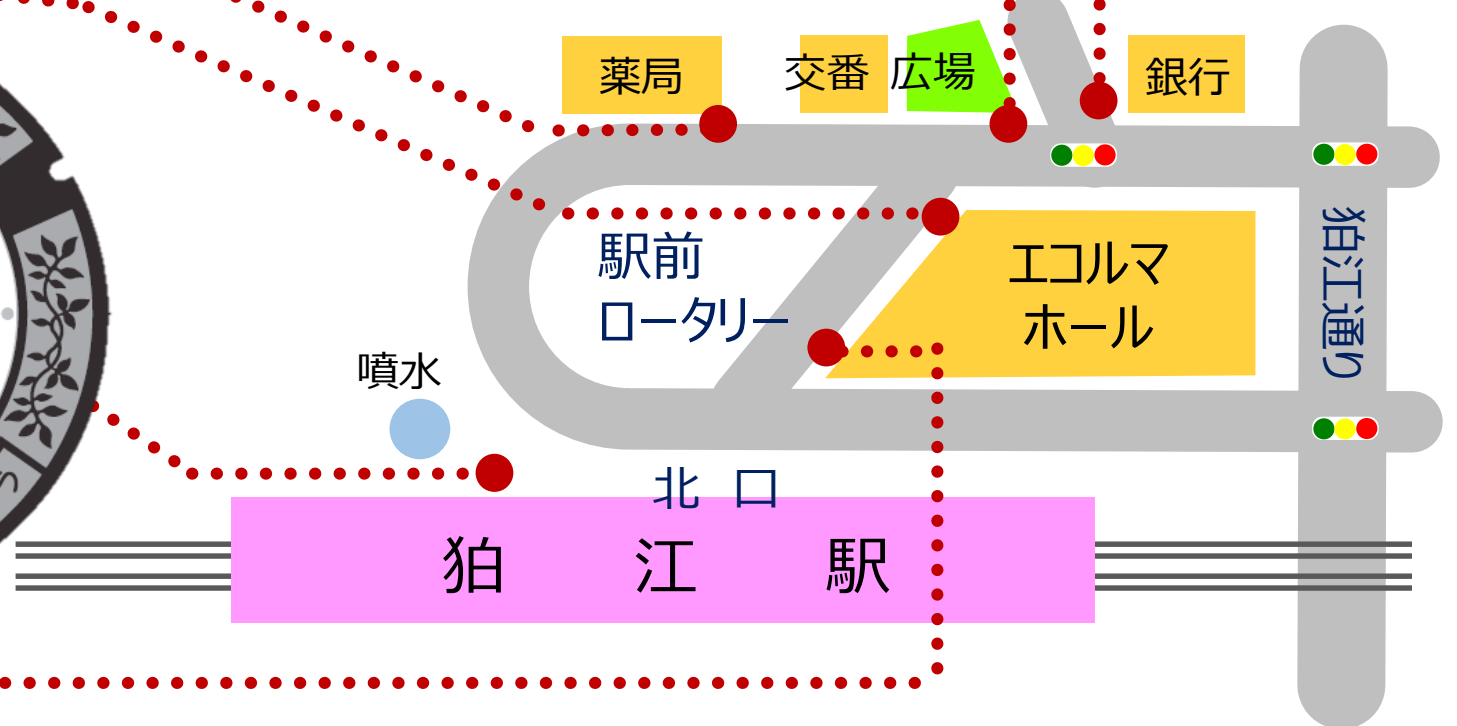 薬局
交番
広場
銀行
駅前
ロータリー
エコルマ
ホール
狛江通り
噴水
北口
狛江駅